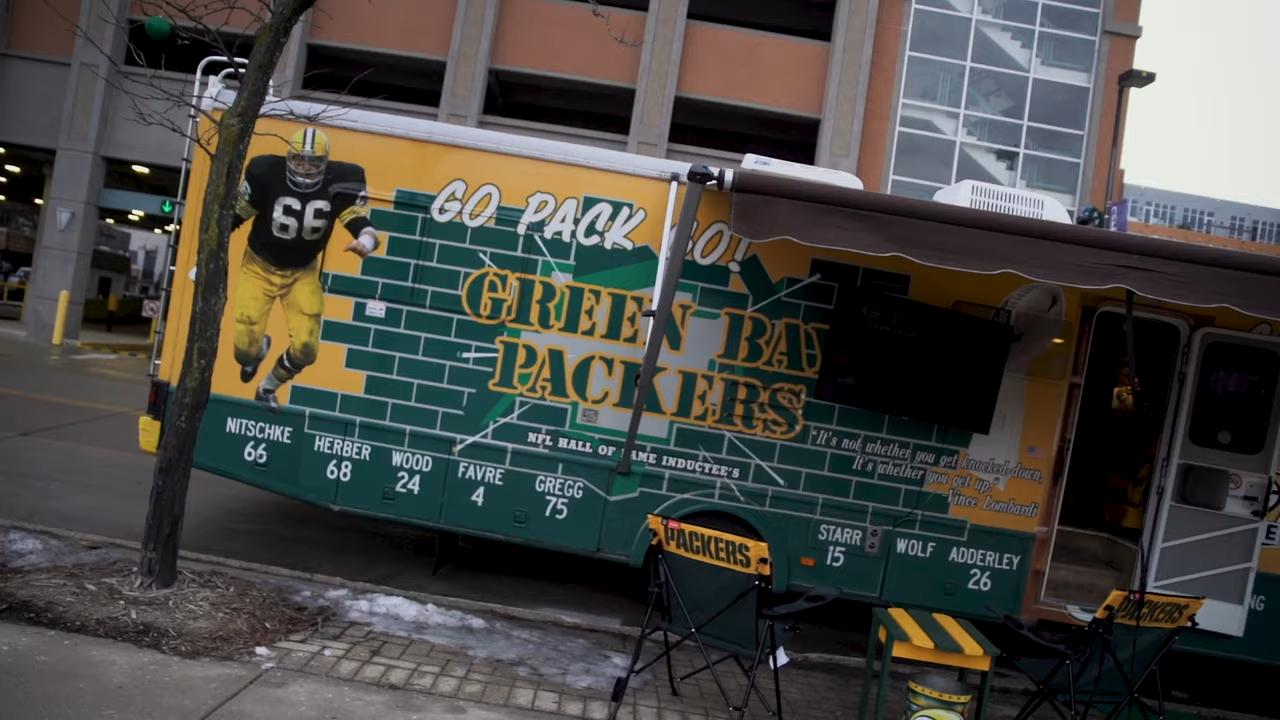 66
GO PACK GO!
GREEN BAY
PACKERS
NFL HALL OF FAME INDUCTEE'S
"It's not whether you get knocked down,
It's whether you get up."
-Vince Lombardi
NITSCHKE
66
HERBER
68
WOOD
24
FAVRE
4
GREGG
75
STARR
15
WOLF
ADDERLEY
26
PACKERS
PACKERS